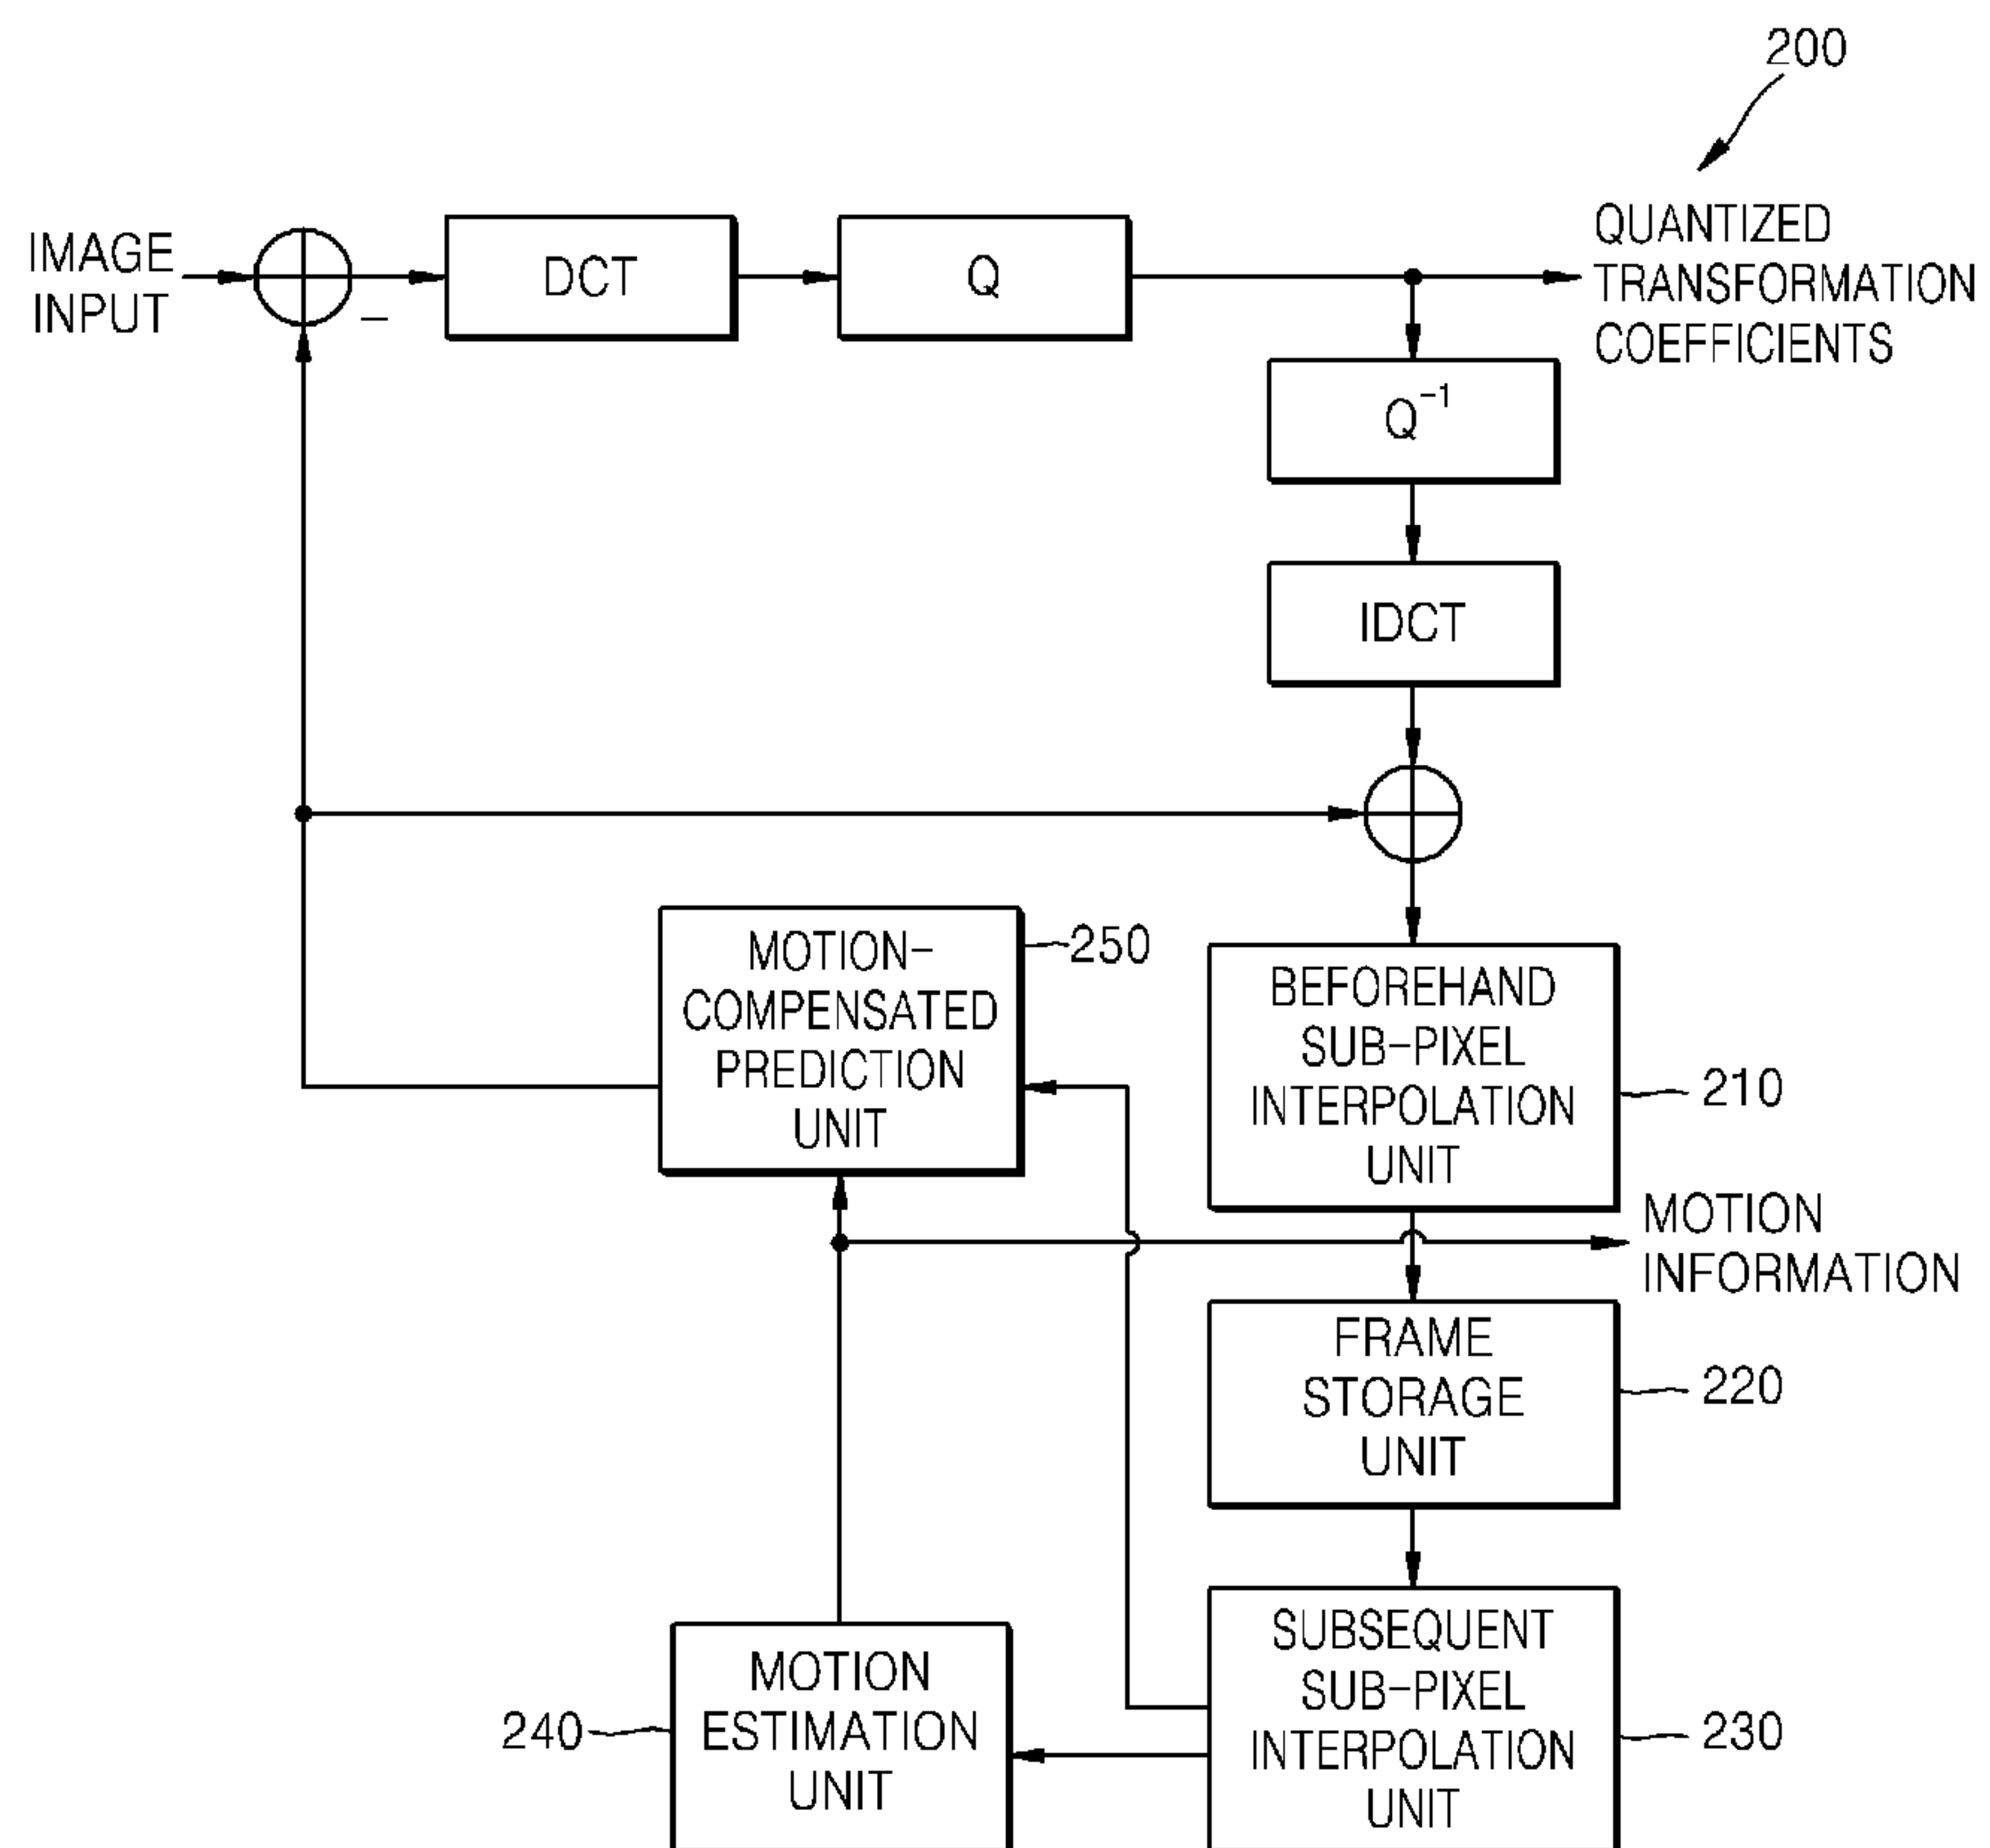 200
IMAGE
INPUT
−
DCT
Q
QUANTIZED
TRANSFORMATION
COEFFICIENTS
Q⁻¹
IDCT
MOTION-
COMPENSATED
PREDICTION
UNIT
250
BEFOREHAND
SUB-PIXEL
INTERPOLATION
UNIT
210
MOTION
INFORMATION
FRAME
STORAGE
UNIT
220
MOTION
ESTIMATION
UNIT
240
SUBSEQUENT
SUB-PIXEL
INTERPOLATION
UNIT
230